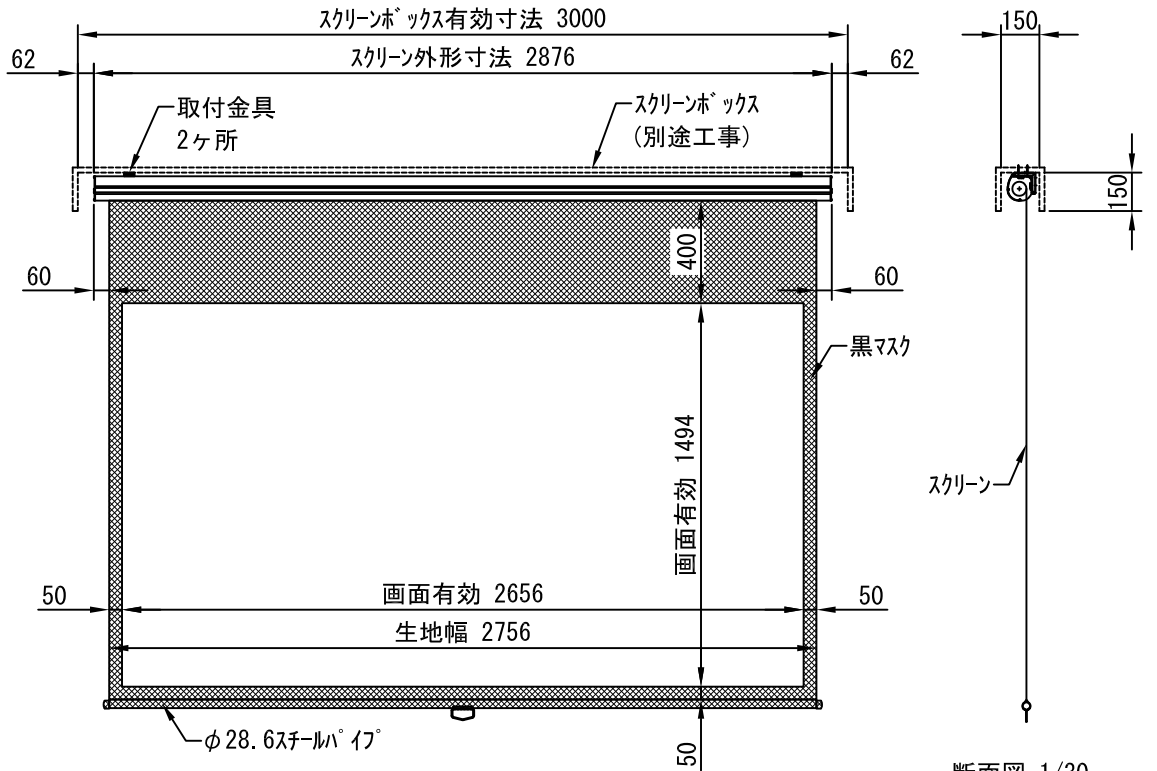 スクリーンボックス有効寸法 3000
150
62
スクリーン外形寸法 2876
62
取付金具
2ヶ所
スクリーンボックス
(別途工事)
150
400
60
60
黒マスク
画面有効 1494
スクリーン
50
画面有効 2656
50
生地幅 2756
φ28.6スチールパイプ
50